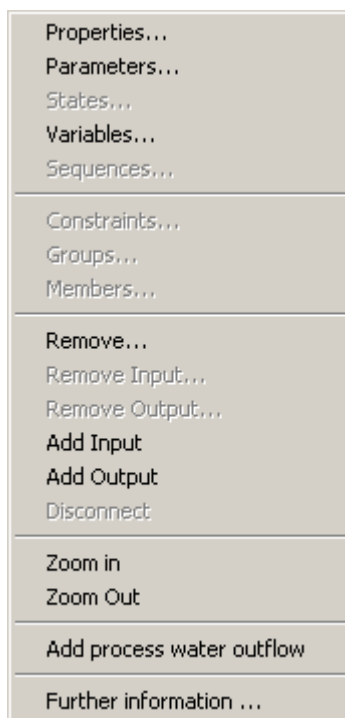 Properties...
Parameters...
States...
Variables...
Sequences...
Constraints...
Groups...
Members...
Remove...
Remove Input...
Remove Output...
Add Input
Add Output
Disconnect
Zoom in
Zoom Out
Add process water outflow
Further information ...